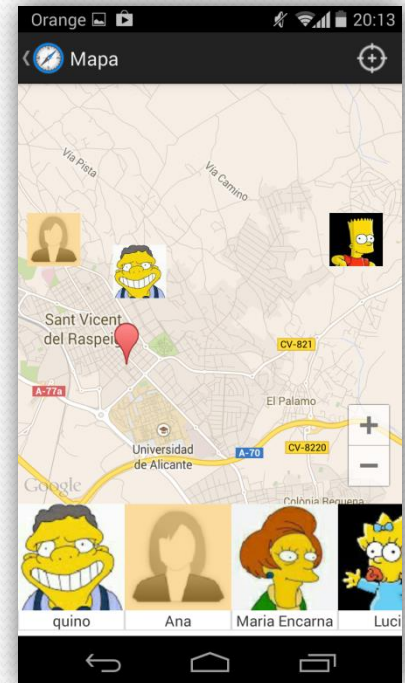 Orange 20:13
Mapa
Via Pista
Via Camino
Sant Vicent
del Raspeig
CV-821
A-77a
El Palamo
Universidad
de Alicante
A-70
CV-8220
Google
Colònia Requena
+
−
quino Ana Maria Encarna Luci